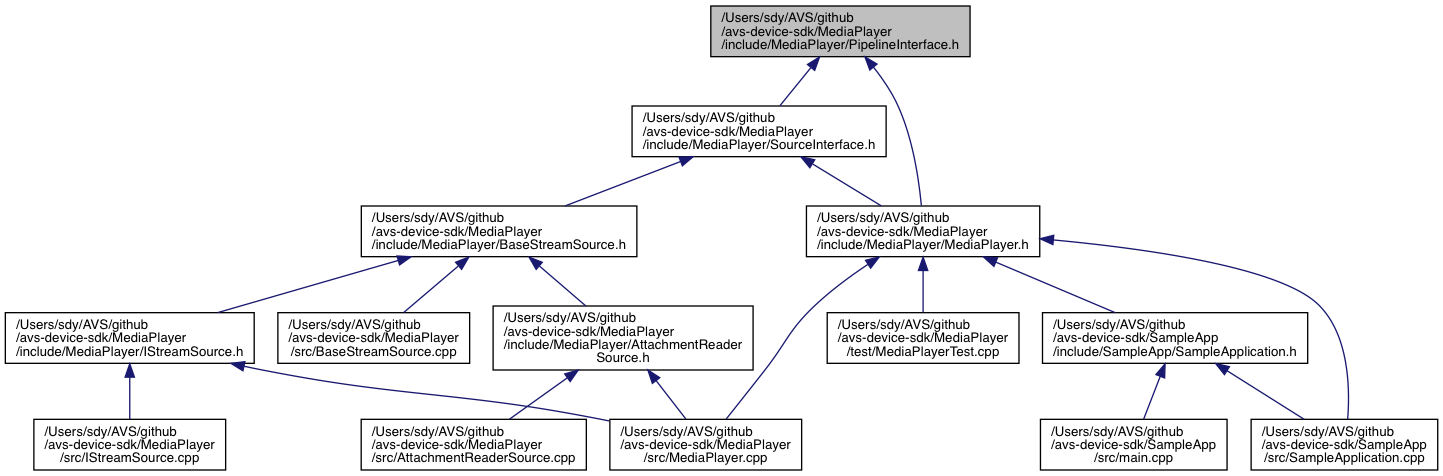 /Users/sdy/AVS/github
/avs-device-sdk/MediaPlayer
/include/MediaPlayer/PipelineInterface.h
/Users/sdy/AVS/github
/avs-device-sdk/MediaPlayer
/include/MediaPlayer/SourceInterface.h
/Users/sdy/AVS/github
/avs-device-sdk/MediaPlayer
/include/MediaPlayer/BaseStreamSource.h
/Users/sdy/AVS/github
/avs-device-sdk/MediaPlayer
/include/MediaPlayer/MediaPlayer.h
/Users/sdy/AVS/github
/avs-device-sdk/MediaPlayer
/include/MediaPlayer/IStreamSource.h
/Users/sdy/AVS/github
/avs-device-sdk/MediaPlayer
/src/BaseStreamSource.cpp
/Users/sdy/AVS/github
/avs-device-sdk/MediaPlayer
/include/MediaPlayer/AttachmentReader
Source.h
/Users/sdy/AVS/github
/avs-device-sdk/MediaPlayer
/test/MediaPlayerTest.cpp
/Users/sdy/AVS/github
/avs-device-sdk/SampleApp
/include/SampleApp/SampleApplication.h
/Users/sdy/AVS/github
/avs-device-sdk/MediaPlayer
/src/IStreamSource.cpp
/Users/sdy/AVS/github
/avs-device-sdk/MediaPlayer
/src/AttachmentReaderSource.cpp
/Users/sdy/AVS/github
/avs-device-sdk/MediaPlayer
/src/MediaPlayer.cpp
/Users/sdy/AVS/github
/avs-device-sdk/SampleApp
/src/main.cpp
/Users/sdy/AVS/github
/avs-device-sdk/SampleApp
/src/SampleApplication.cpp